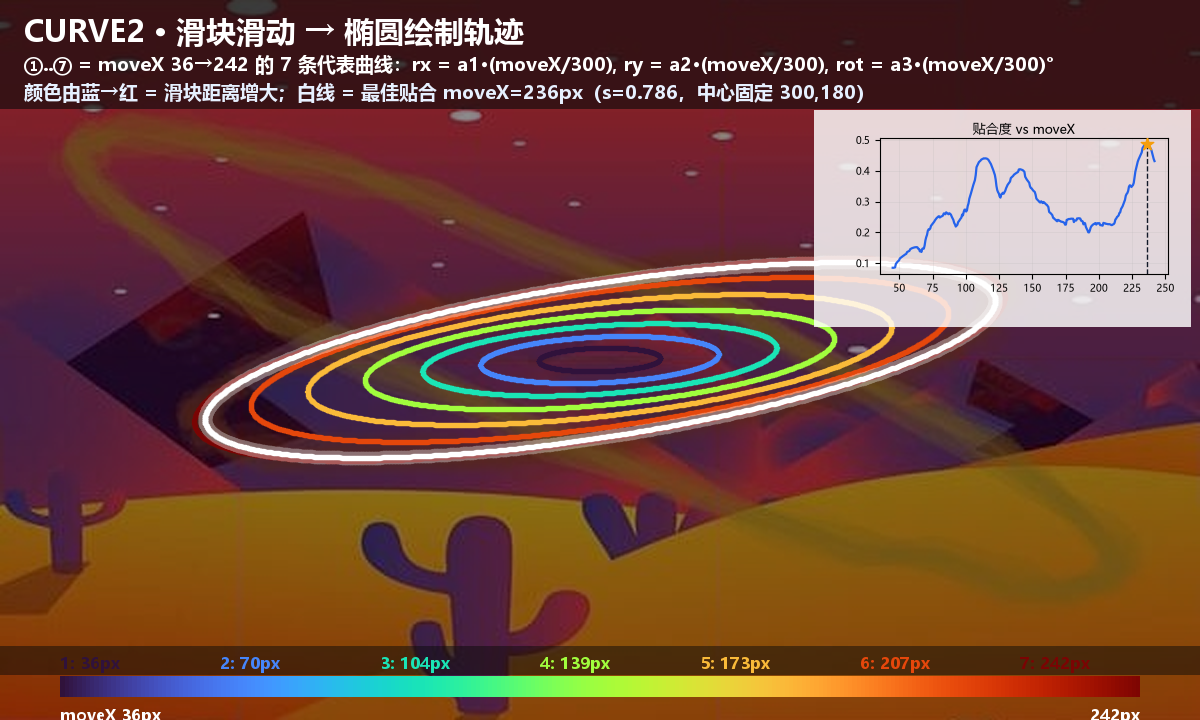 CURVE2 • 滑块滑动 → 椭圆绘制轨迹
①..⑦ = moveX 36→242 的 7 条代表曲线：rx = a1•(moveX/300), ry = a2•(moveX/300), rot = a3•(moveX/300)°
颜色由蓝→红 = 滑块距离增大；白线 = 最佳贴合 moveX=236px（s=0.786，中心固定 300,180）
贴合度 vs moveX
0.5
0.4
0.3
0.2
0.1
50 75 100 125 150 175 200 225 250
1: 36px 2: 70px 3: 104px 4: 139px 5: 173px 6: 207px 7: 242px
moveX 36px 242px